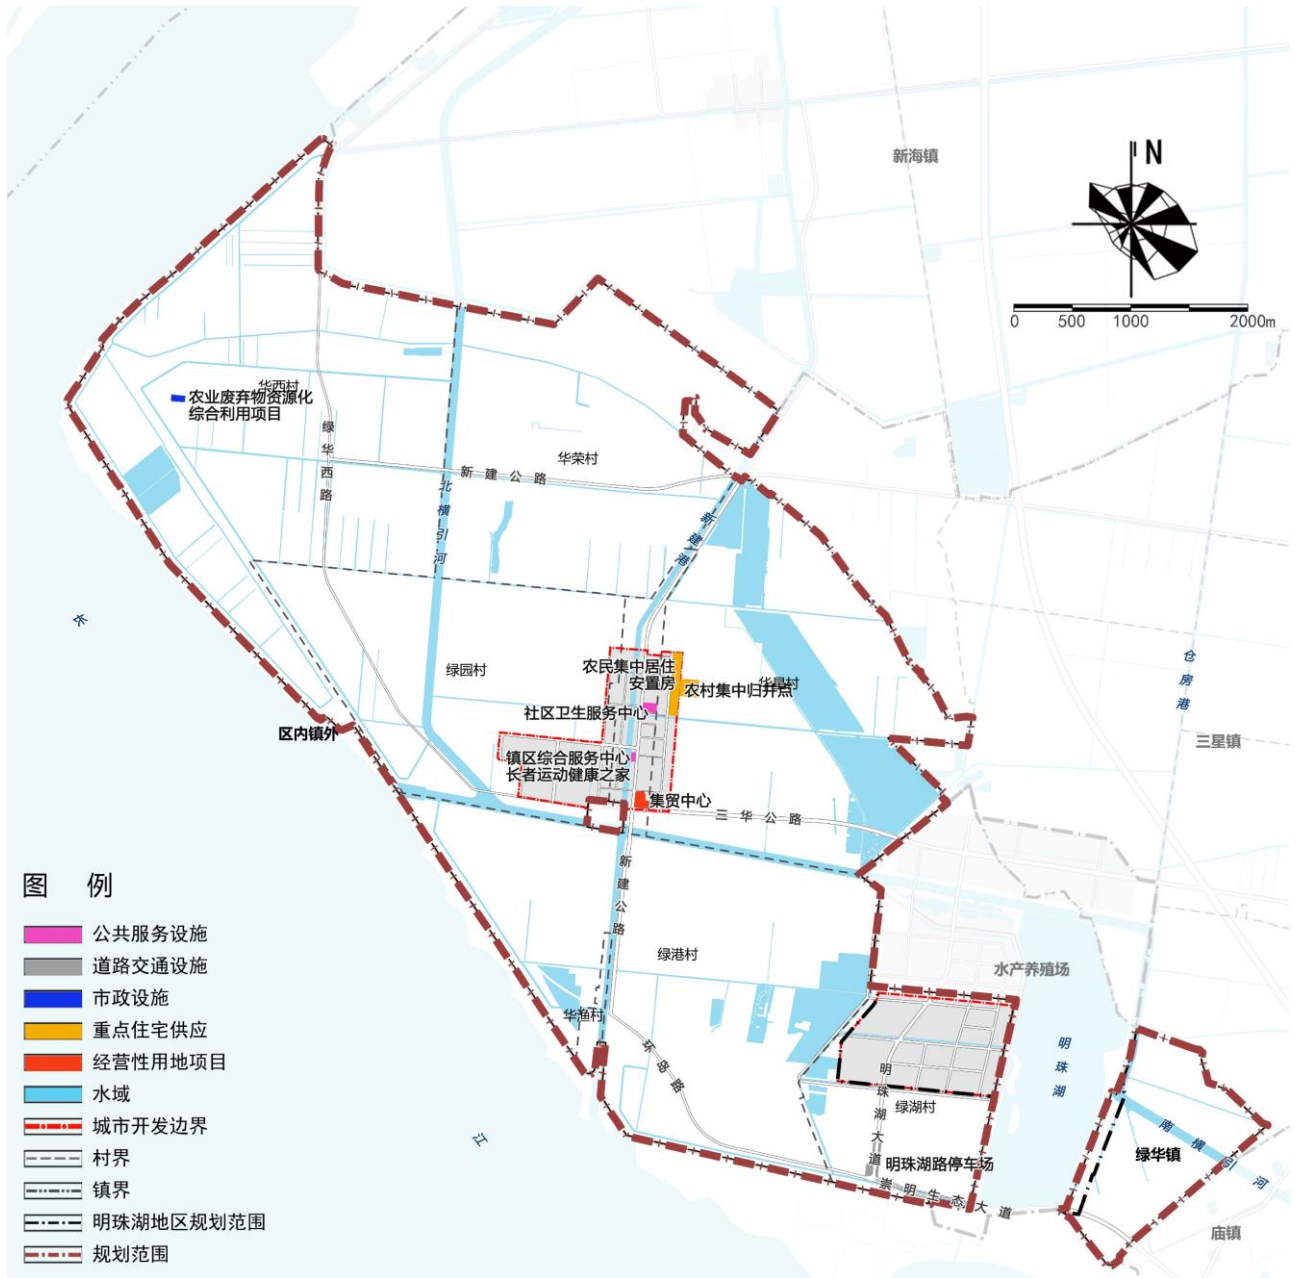 新海镇
N
0 500 1000 2000m
华西村
农业废弃物资源化
综合利用项目
绿华西路
华荣村
新建公路
北横引河
新建港
长
绿园村
农民集中居住
安置房
华星村
农村集中归并点
社区卫生服务中心
仓房港
三星镇
区内镇外
镇区综合服务中心
长者运动健康之家
集贸中心
三华公路
新建公路
绿港村
水产养殖场
华渔村
环岛路
明珠湖
明珠湖大道
绿湖村
江
南横引河
绿华镇
明珠湖路停车场
崇明生态大道
庙镇
图 例
公共服务设施
道路交通设施
市政设施
重点住宅供应
经营性用地项目
水域
城市开发边界
村界
镇界
明珠湖地区规划范围
规划范围